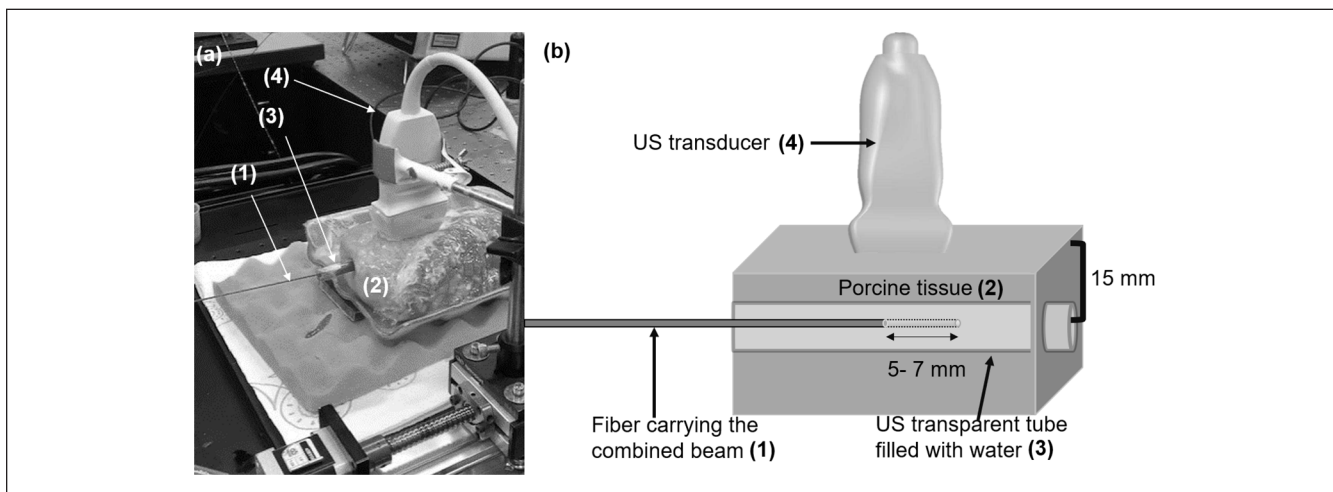 (a)
(4)
(3)
(1)
(2)
(b)
US transducer (4)
Porcine tissue (2)
15 mm
5- 7 mm
Fiber carrying the
combined beam (1)
US transparent tube
filled with water (3)